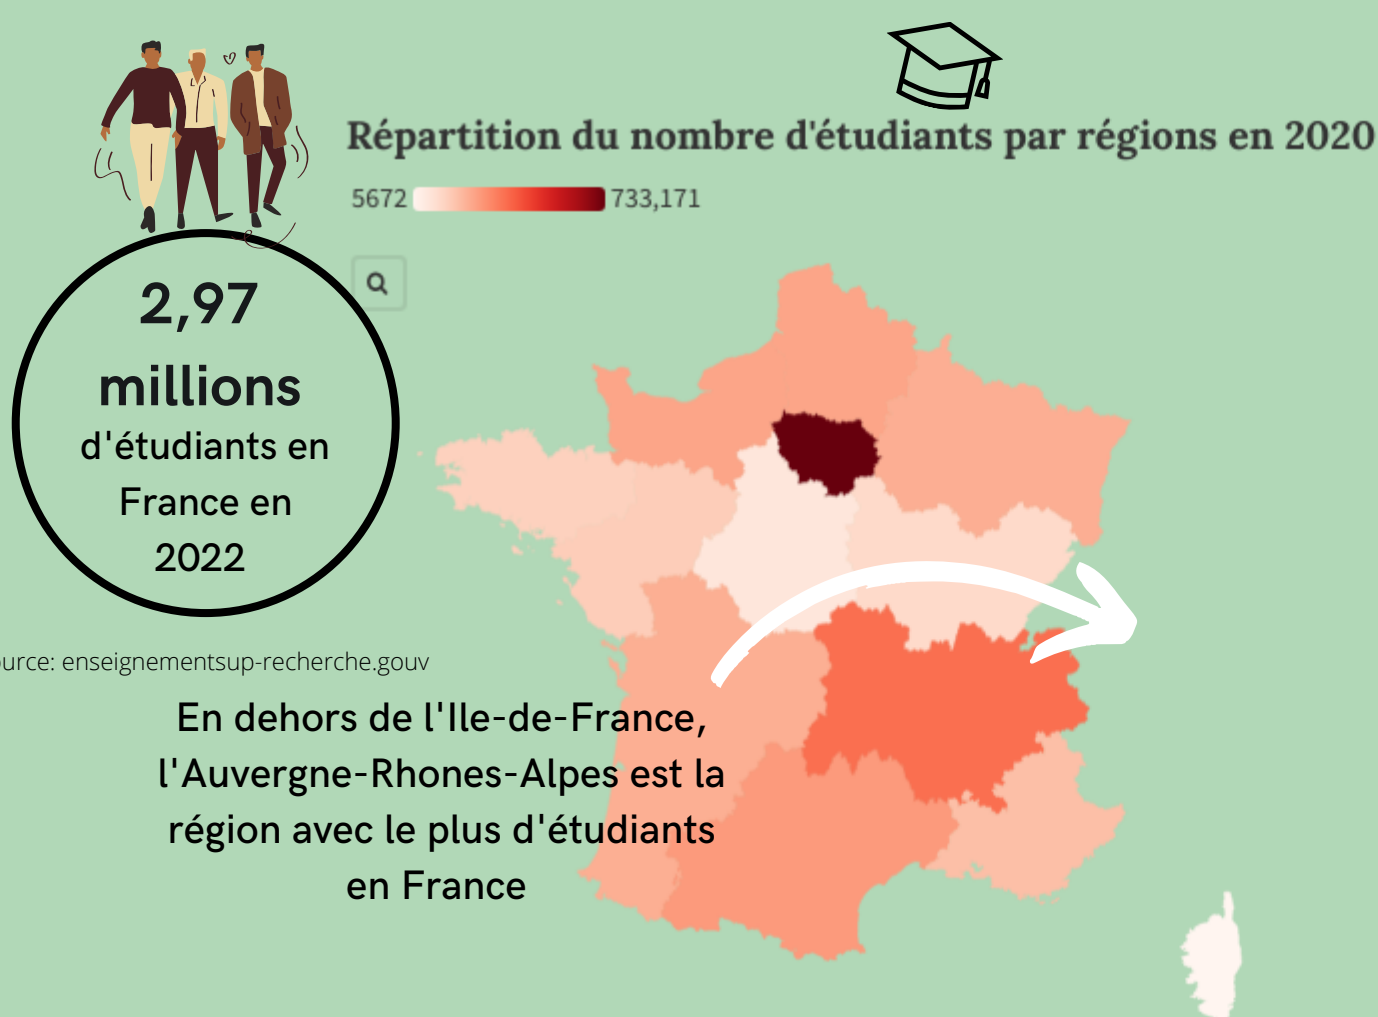 Répartition du nombre d'étudiants par régions en 2020
5672 733,171
2,97
millions
d'étudiants en
France en
2022
urce: enseignementsup-recherche.gouv
En dehors de l'Ile-de-France,
l'Auvergne-Rhones-Alpes est la
région avec le plus d'étudiants
en France